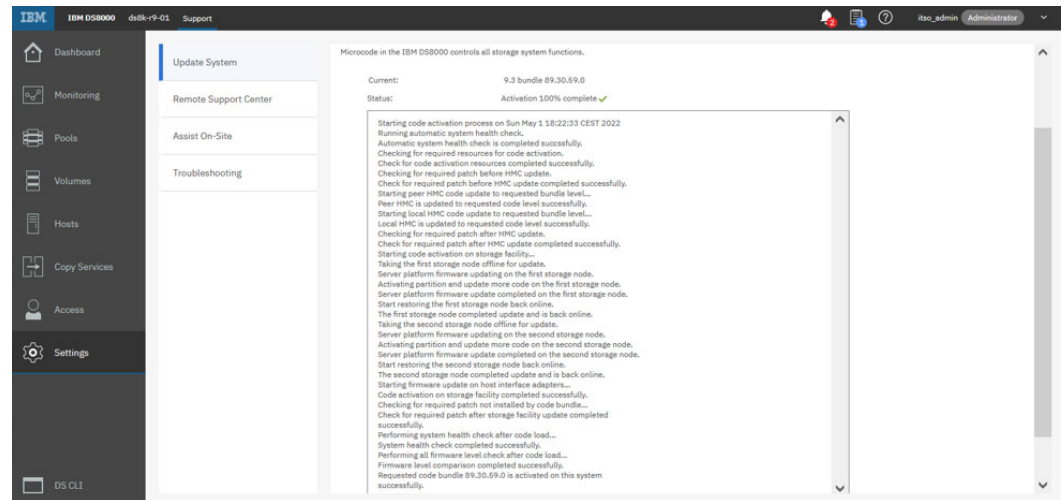 IBM IBM DS8000 ds8k-r9-01 Support 2 itso_admin Administrator
Dashboard
Monitoring
Pools
Volumes
Hosts
Copy Services
Access
Settings
DS CLI
Update System
Remote Support Center
Assist On-Site
Troubleshooting
Microcode in the IBM DS8000 controls all storage system functions.
Current: 9.3 bundle 89.30.59.0
Status: Activation 100% complete
Starting code activation process on Sun May 1 18:22:33 CEST 2022
Running automatic system health check.
Automatic system health check is completed successfully.
Checking for required resources for code activation.
Check for code activation resources completed successfully.
Checking for required patch before HMC update.
Check for required patch before HMC update completed successfully.
Starting peer HMC code update to requested bundle level...
Peer HMC is updated to requested code level successfully.
Starting local HMC code update to requested bundle level...
Local HMC is updated to requested code level successfully.
Checking for required patch after HMC update.
Check for required patch after HMC update completed successfully.
Starting code activation on storage facility...
Taking the first storage node offline for update.
Server platform firmware updating on the first storage node.
Activating partition and update more code on the first storage node.
Server platform firmware update completed on the first storage node.
Start restoring the first storage node back online.
The first storage node completed update and is back online.
Taking the second storage node offline for update.
Server platform firmware updating on the second storage node.
Activating partition and update more code on the second storage node.
Server platform firmware update completed on the second storage node.
Start restoring the second storage node back online.
The second storage node completed update and is back online.
Starting firmware update on host interface adapters...
Code activation on storage facility completed successfully.
Checking for required patch not installed by code bundle...
Check for required patch after storage facility update completed
successfully.
Performing system health check after code load...
System health check completed successfully.
Performing all firmware level check after code load...
Firmware level comparison completed successfully.
Requested code bundle 89.30.59.0 is activated on this system
successfully.